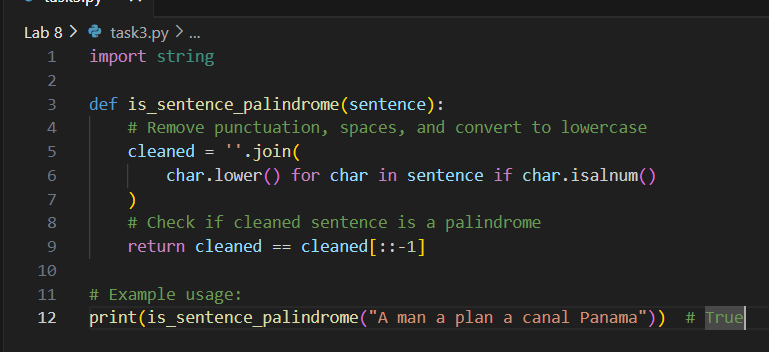 task3.py
Lab 8 > task3.py > ...
1 import string
2
3 def is_sentence_palindrome(sentence):
4     # Remove punctuation, spaces, and convert to lowercase
5     cleaned = ''.join(
6         char.lower() for char in sentence if char.isalnum()
7     )
8     # Check if cleaned sentence is a palindrome
9     return cleaned == cleaned[::-1]
10
11 # Example usage:
12 print(is_sentence_palindrome("A man a plan a canal Panama"))  # True